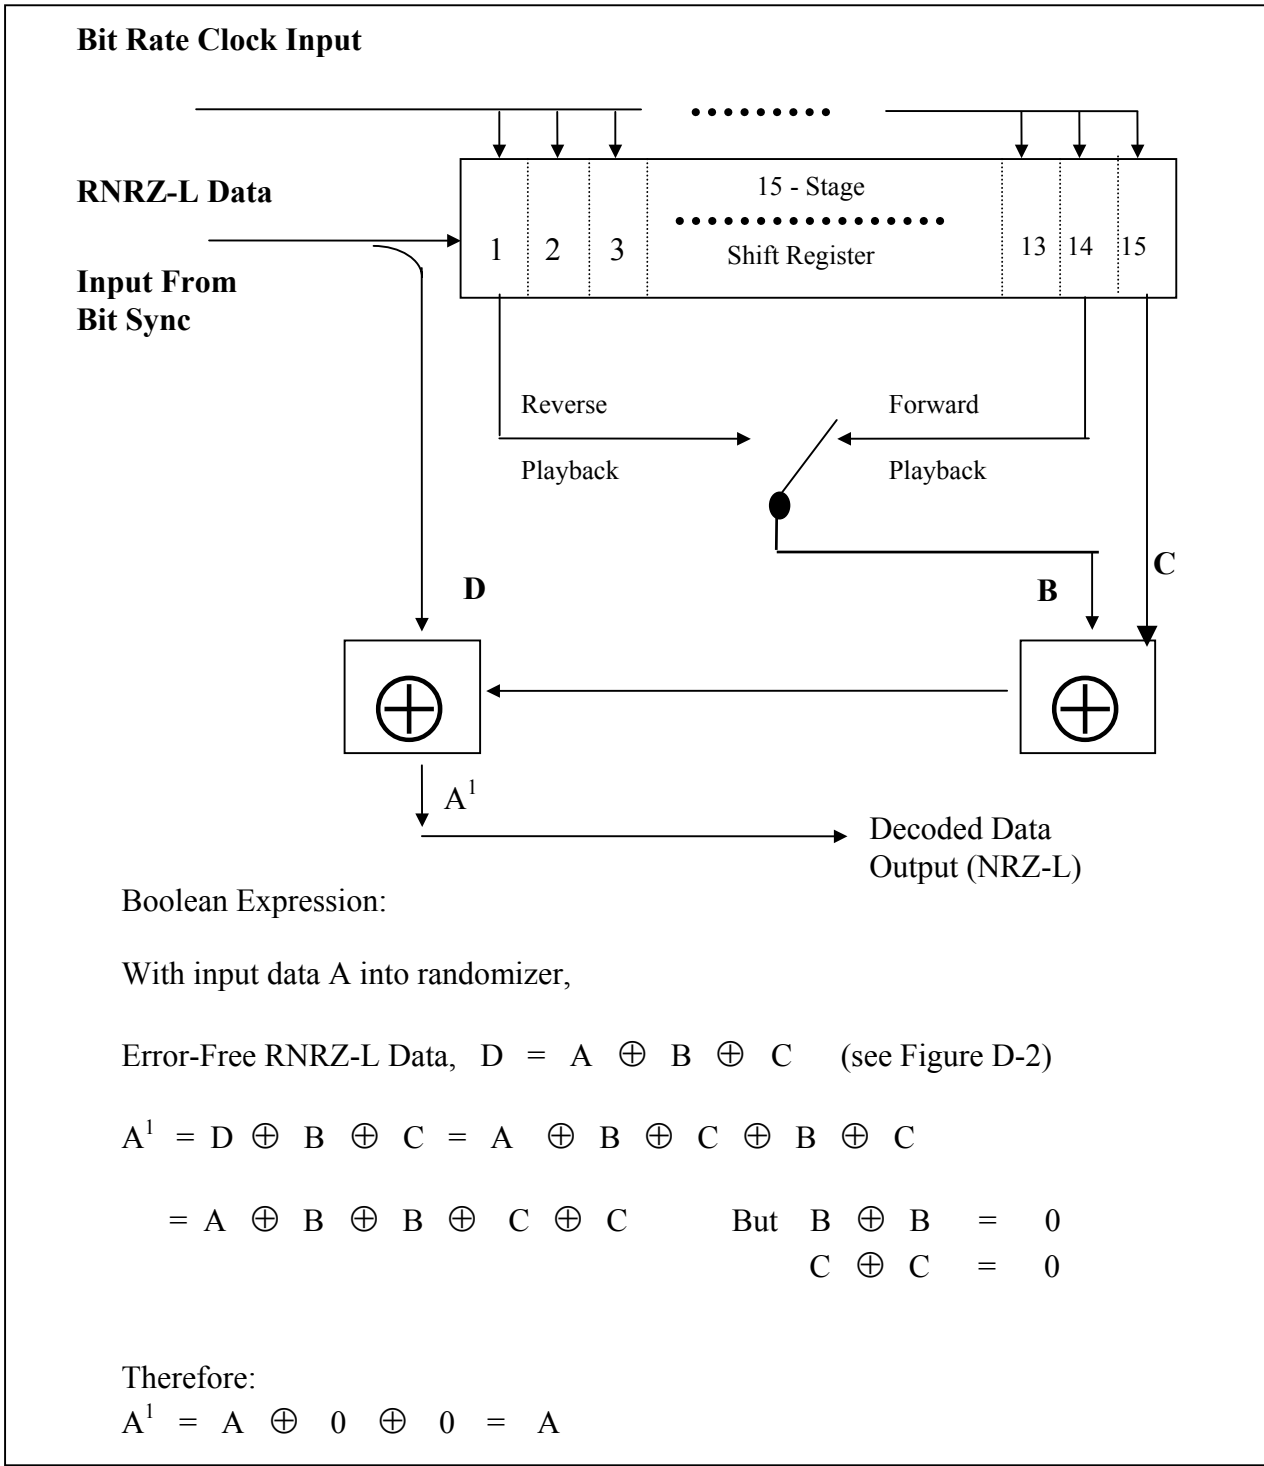 Bit Rate Clock Input
RNRZ-L Data
Input From
Bit Sync
15 - Stage
1 2 3 13 14 15
Shift Register
Reverse Forward
Playback Playback
C
D B
A¹
Decoded Data
Output (NRZ-L)
Boolean Expression:
With input data A into randomizer,
Error-Free RNRZ-L Data, D = A ⊕ B ⊕ C (see Figure D-2)
A¹ = D ⊕ B ⊕ C = A ⊕ B ⊕ C ⊕ B ⊕ C
= A ⊕ B ⊕ B ⊕ C ⊕ C But B ⊕ B = 0
C ⊕ C = 0
Therefore:
A¹ = A ⊕ 0 ⊕ 0 = A